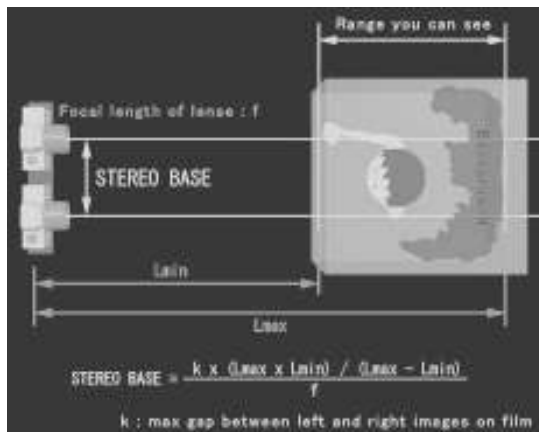 Range you can see
Focal length of lense : f
STEREO BASE
Lmin
Lmax
STEREO BASE = k x (Lmax x Lmin) / (Lmax - Lmin)
f
k : max gap between left and right images on film